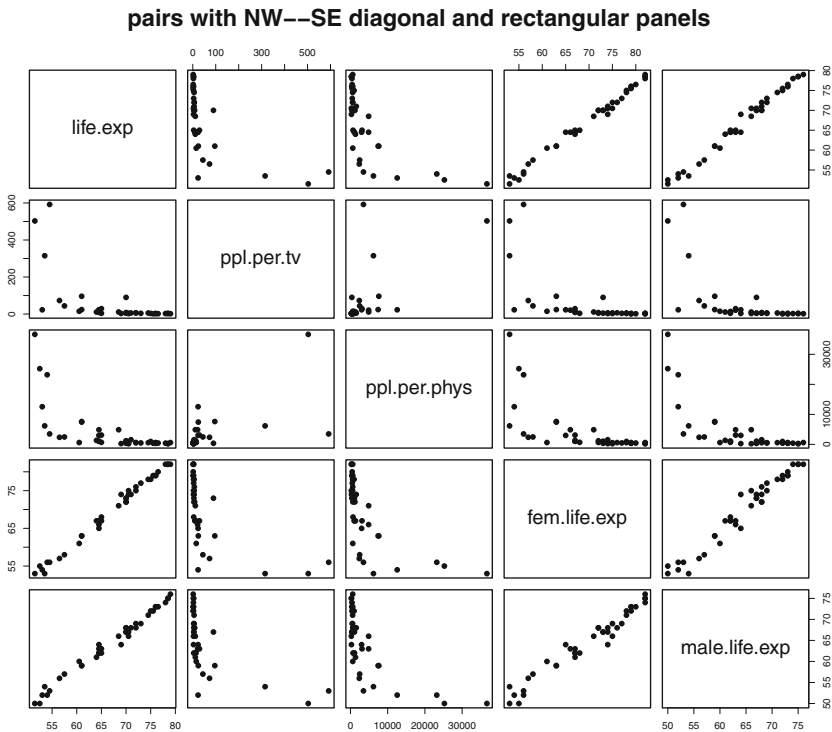 pairs with NW−−SE diagonal and rectangular panels
0 100 300 500
55 60 65 70 75 80
life.exp
55 60 65 70 75 80
0 200 400 600
ppl.per.tv
ppl.per.phys
0 10000 30000
55 65 75
fem.life.exp
male.life.exp
50 55 60 65 70 75
55 60 65 70 75 80
0 10000 30000
50 55 60 65 70 75